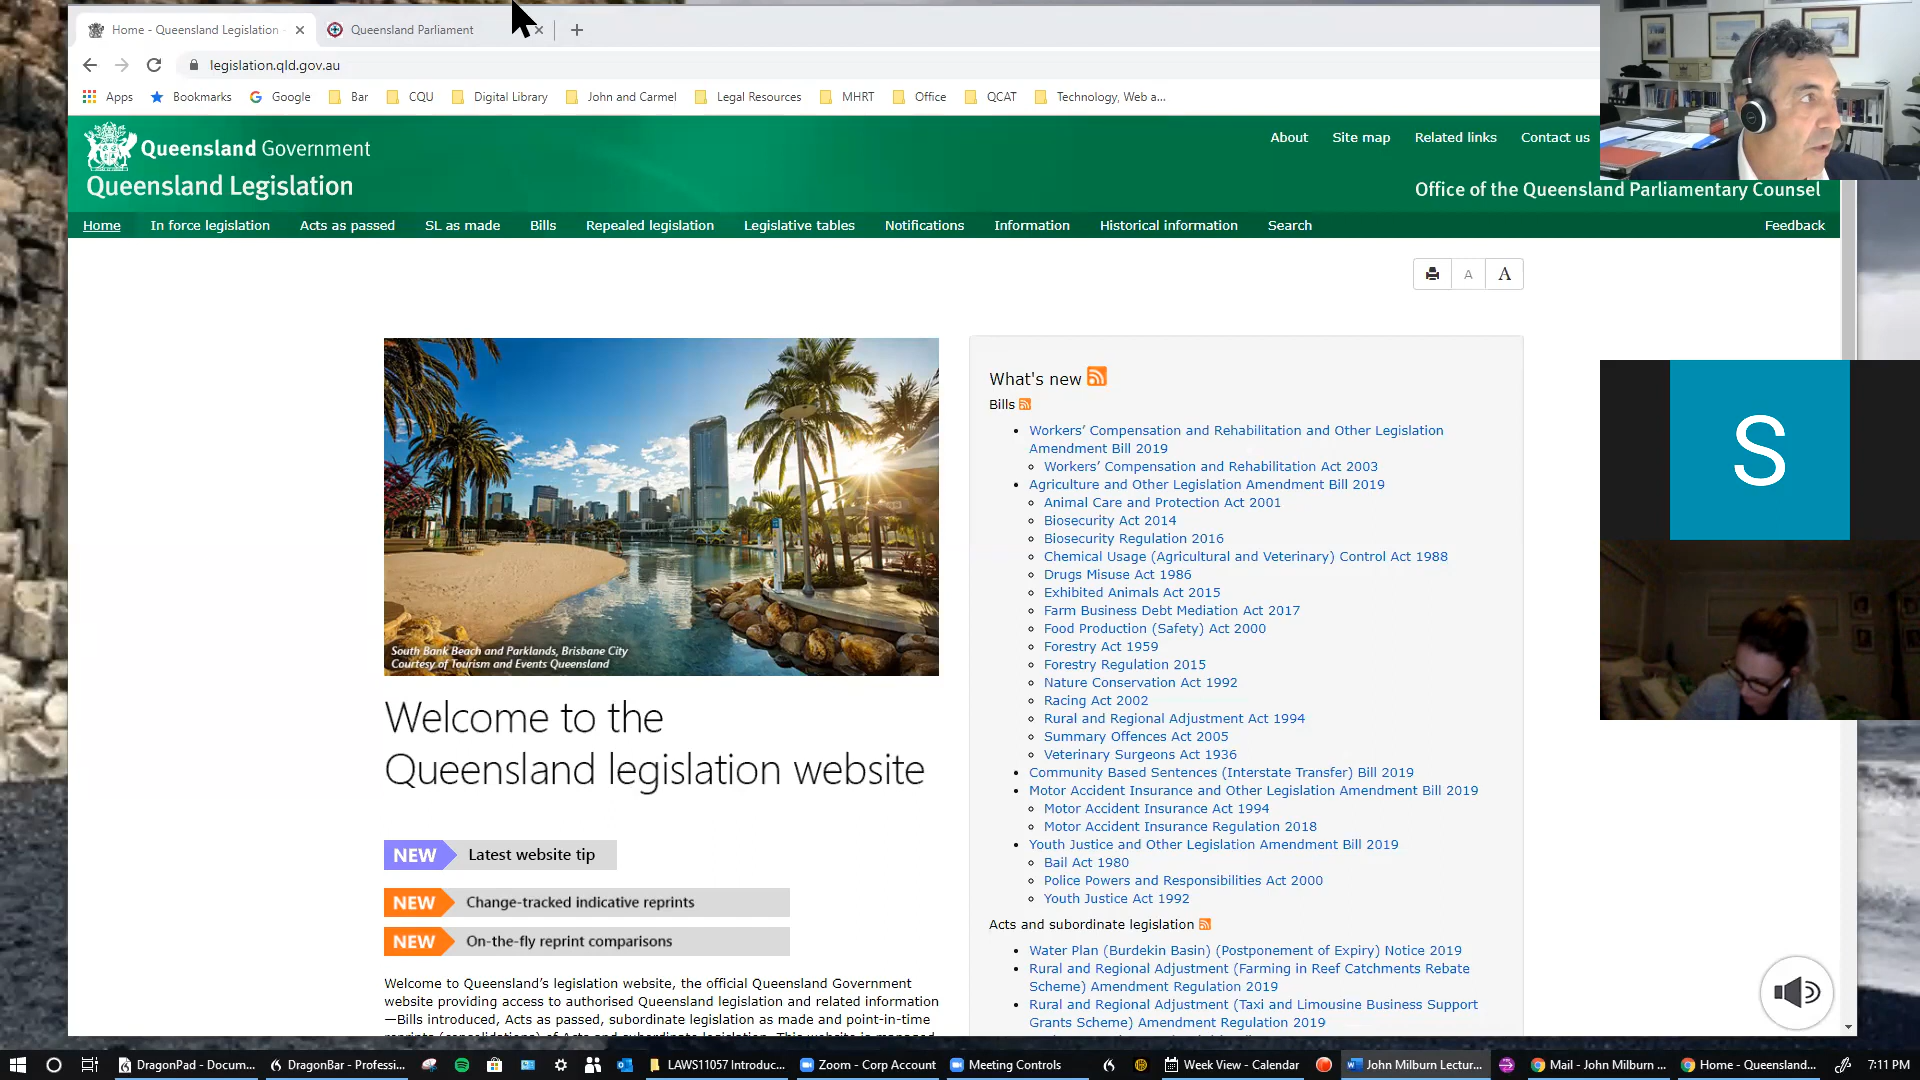 Home - Queensland Legislation -
Queensland Parliament
legislation.qld.gov.au
Apps
Bookmarks
Google
Bar
CQU
Digital Library
John and Carmel
Legal Resources
MHRT
Office
QCAT
Technology, Web a...
Queensland Government
Queensland Legislation
About
Site map
Related links
Contact us
Office of the Queensland Parliamentary Counsel
Home
In force legislation
Acts as passed
SL as made
Bills
Repealed legislation
Legislative tables
Notifications
Information
Historical information
Search
Feedback
A
A
South Bank Beach and Parklands, Brisbane City
Courtesy of Tourism and Events Queensland
Welcome to the
Queensland legislation website
NEW Latest website tip
NEW Change-tracked indicative reprints
NEW On-the-fly reprint comparisons
Welcome to Queensland's legislation website, the official Queensland Government
website providing access to authorised Queensland legislation and related information
—Bills introduced, Acts as passed, subordinate legislation as made and point-in-time
reprints (consolidations) of Acts and subordinate legislation. This website is managed
What's new
Bills
Workers' Compensation and Rehabilitation and Other Legislation
Amendment Bill 2019
Workers' Compensation and Rehabilitation Act 2003
Agriculture and Other Legislation Amendment Bill 2019
Animal Care and Protection Act 2001
Biosecurity Act 2014
Biosecurity Regulation 2016
Chemical Usage (Agricultural and Veterinary) Control Act 1988
Drugs Misuse Act 1986
Exhibited Animals Act 2015
Farm Business Debt Mediation Act 2017
Food Production (Safety) Act 2000
Forestry Act 1959
Forestry Regulation 2015
Nature Conservation Act 1992
Racing Act 2002
Rural and Regional Adjustment Act 1994
Summary Offences Act 2005
Veterinary Surgeons Act 1936
Community Based Sentences (Interstate Transfer) Bill 2019
Motor Accident Insurance and Other Legislation Amendment Bill 2019
Motor Accident Insurance Act 1994
Motor Accident Insurance Regulation 2018
Youth Justice and Other Legislation Amendment Bill 2019
Bail Act 1980
Police Powers and Responsibilities Act 2000
Youth Justice Act 1992
Acts and subordinate legislation
Water Plan (Burdekin Basin) (Postponement of Expiry) Notice 2019
Rural and Regional Adjustment (Farming in Reef Catchments Rebate
Scheme) Amendment Regulation 2019
Rural and Regional Adjustment (Taxi and Limousine Business Support
Grants Scheme) Amendment Regulation 2019
S
DragonPad - Docum...
DragonBar - Professi...
LAWS11057 Introduc...
Zoom - Corp Account
Meeting Controls
Week View - Calendar
John Milburn Lectur...
Mail - John Milburn ...
Home - Queensland...
7:11 PM